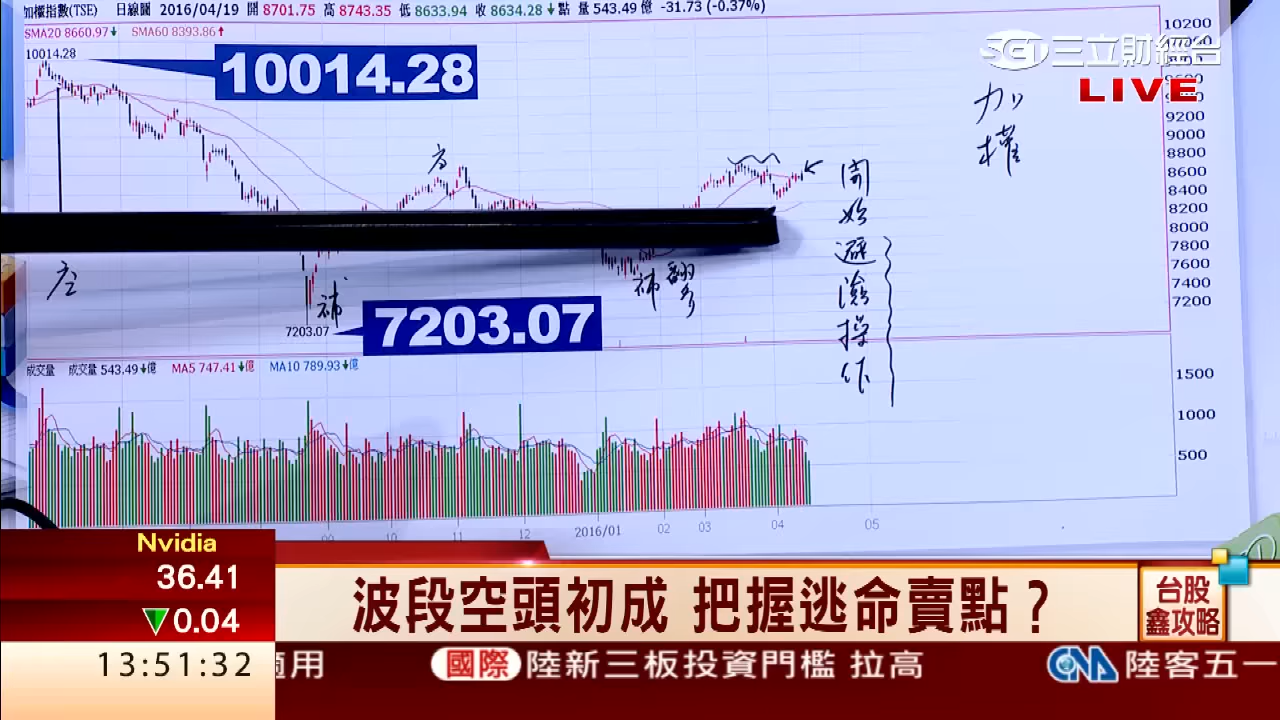 加權指數(TSE) 日線圖 2016/04/19 開 8701.75 高 8743.35 低 8633.94 收 8634.28↓點 量 543.49 億 -31.73 (-0.37%)
SMA20 8660.97↓ SMA60 8393.86↑
10014.28
10014.28
三立財經台
LIVE
加權
右
左
補
補
翻多
開始避險操作
7203.07
7203.07
10200
9200
9000
8800
8600
8400
8200
8000
7800
7600
7400
7200
成交量 成交量 543.49↓億 MA5 747.41↓億 MA10 789.93↓億
1500
1000
500
09 10 11 12 2016/01 02 03 04 05
Nvidia
36.41
▼0.04
13:51:32
波段空頭初成 把握逃命賣點？
台股
鑫攻略
適用 國際 陸新三板投資門檻 拉高 CNA 陸客五一